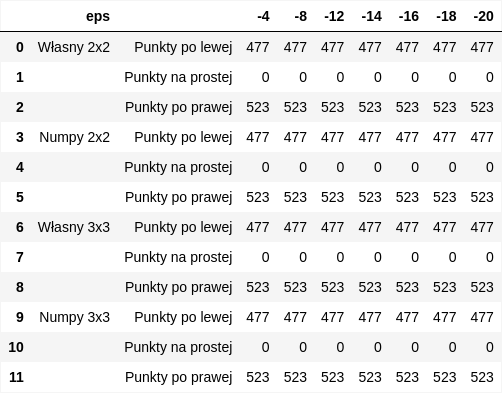 eps -4 -8 -12 -14 -16 -18 -20
0 Własny 2x2 Punkty po lewej 477 477 477 477 477 477 477
1 Punkty na prostej 0 0 0 0 0 0 0
2 Punkty po prawej 523 523 523 523 523 523 523
3 Numpy 2x2 Punkty po lewej 477 477 477 477 477 477 477
4 Punkty na prostej 0 0 0 0 0 0 0
5 Punkty po prawej 523 523 523 523 523 523 523
6 Własny 3x3 Punkty po lewej 477 477 477 477 477 477 477
7 Punkty na prostej 0 0 0 0 0 0 0
8 Punkty po prawej 523 523 523 523 523 523 523
9 Numpy 3x3 Punkty po lewej 477 477 477 477 477 477 477
10 Punkty na prostej 0 0 0 0 0 0 0
11 Punkty po prawej 523 523 523 523 523 523 523